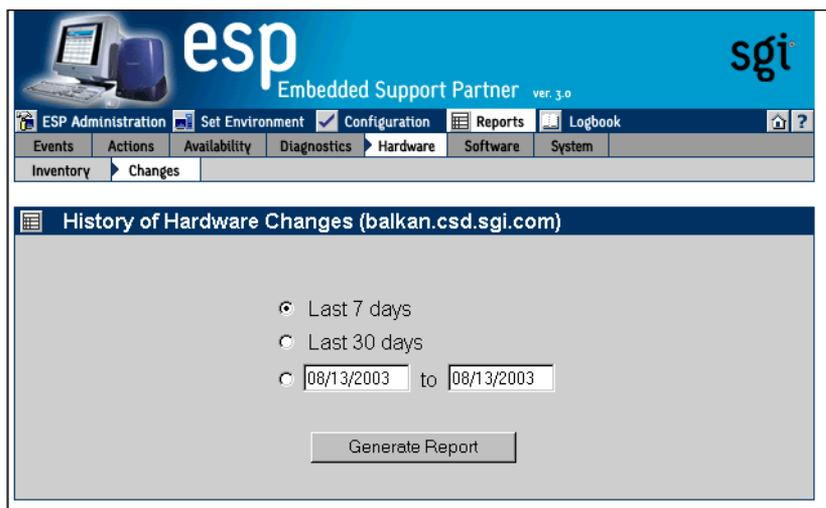 esp
Embedded Support Partner ver. 3.0
sgi
ESP Administration Set Environment Configuration Reports Logbook ?
Events Actions Availability Diagnostics Hardware Software System
Inventory Changes
History of Hardware Changes (balkan.csd.sgi.com)
Last 7 days
Last 30 days
08/13/2003 to 08/13/2003
Generate Report